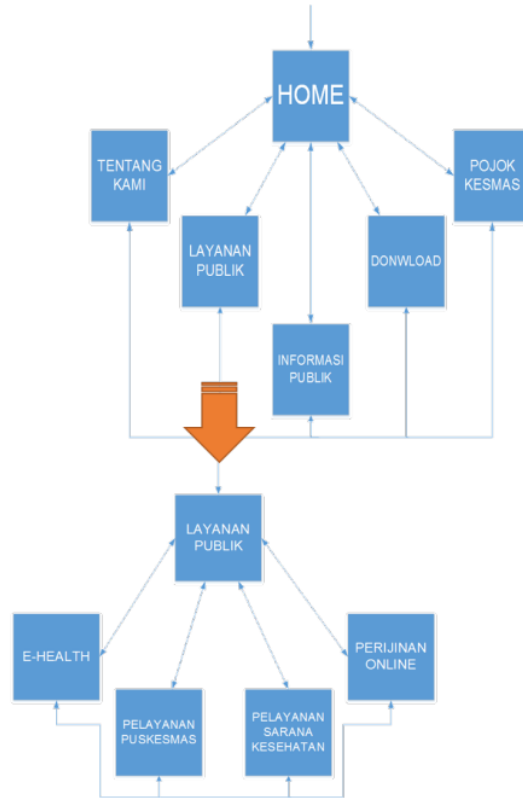 HOME
TENTANG
KAMI
POJOK
KESMAS
LAYANAN
PUBLIK
DONWLOAD
INFORMASI
PUBLIK
LAYANAN
PUBLIK
E-HEALTH
PERIJINAN
ONLINE
PELAYANAN
PUSKESMAS
PELAYANAN
SARANA
KESEHATAN